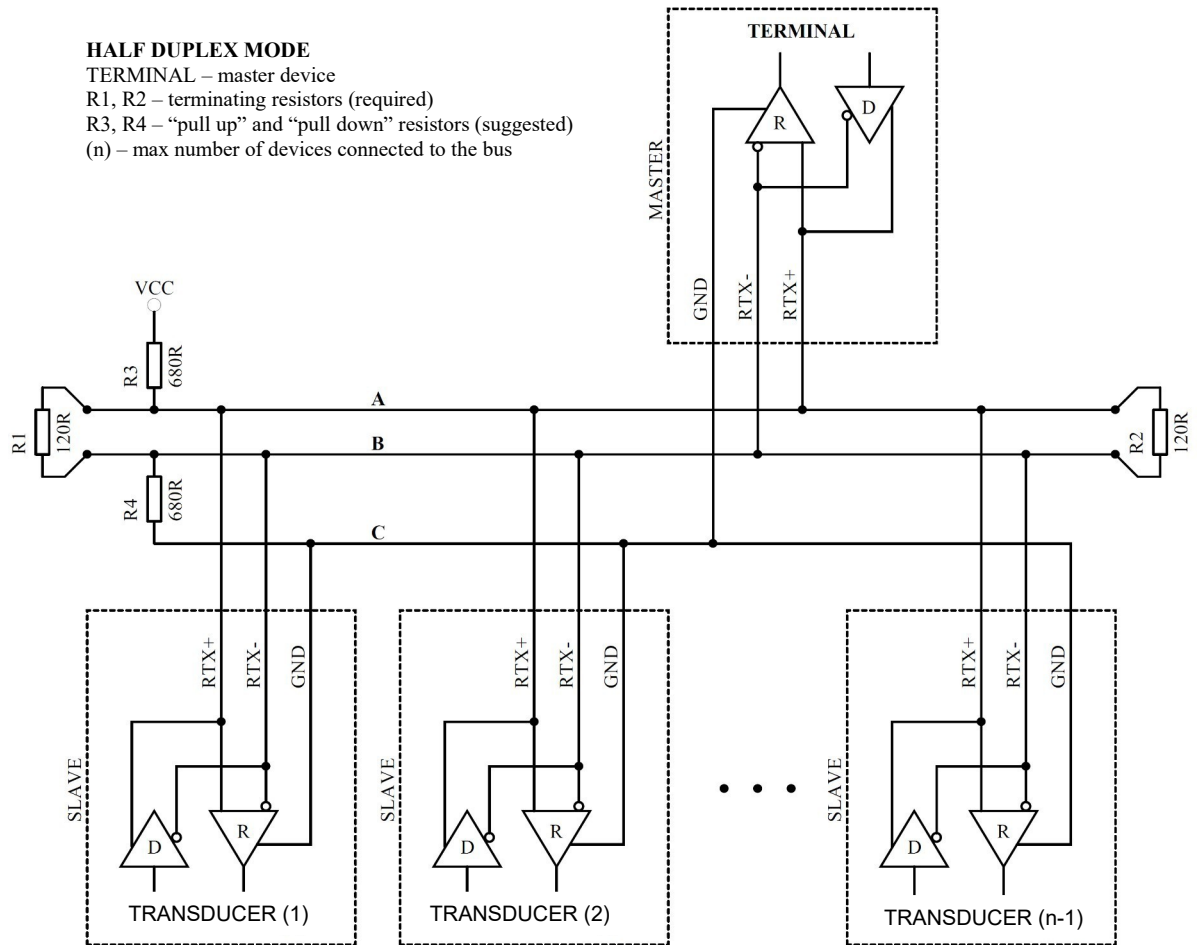 HALF DUPLEX MODE
TERMINAL – master device
R1, R2 – terminating resistors (required)
R3, R4 – “pull up” and “pull down” resistors (suggested)
(n) – max number of devices connected to the bus
TERMINAL
R
D
MASTER
GND
RTX-
RTX+
VCC
R3
680R
R1
120R
A
B
R2
120R
R4
680R
C
SLAVE
RTX+
RTX-
GND
D
R
TRANSDUCER (1)
SLAVE
RTX+
RTX-
GND
D
R
TRANSDUCER (2)
SLAVE
RTX+
RTX-
GND
D
R
TRANSDUCER (n-1)